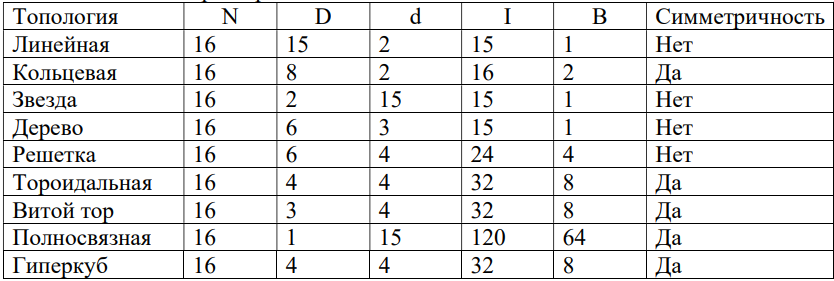 Топология N D d I B Симметричность
Линейная 16 15 2 15 1 Нет
Кольцевая 16 8 2 16 2 Да
Звезда 16 2 15 15 1 Нет
Дерево 16 6 3 15 1 Нет
Решетка 16 6 4 24 4 Нет
Тороидальная 16 4 4 32 8 Да
Витой тор 16 3 4 32 8 Да
Полносвязная 16 1 15 120 64 Да
Гиперкуб 16 4 4 32 8 Да